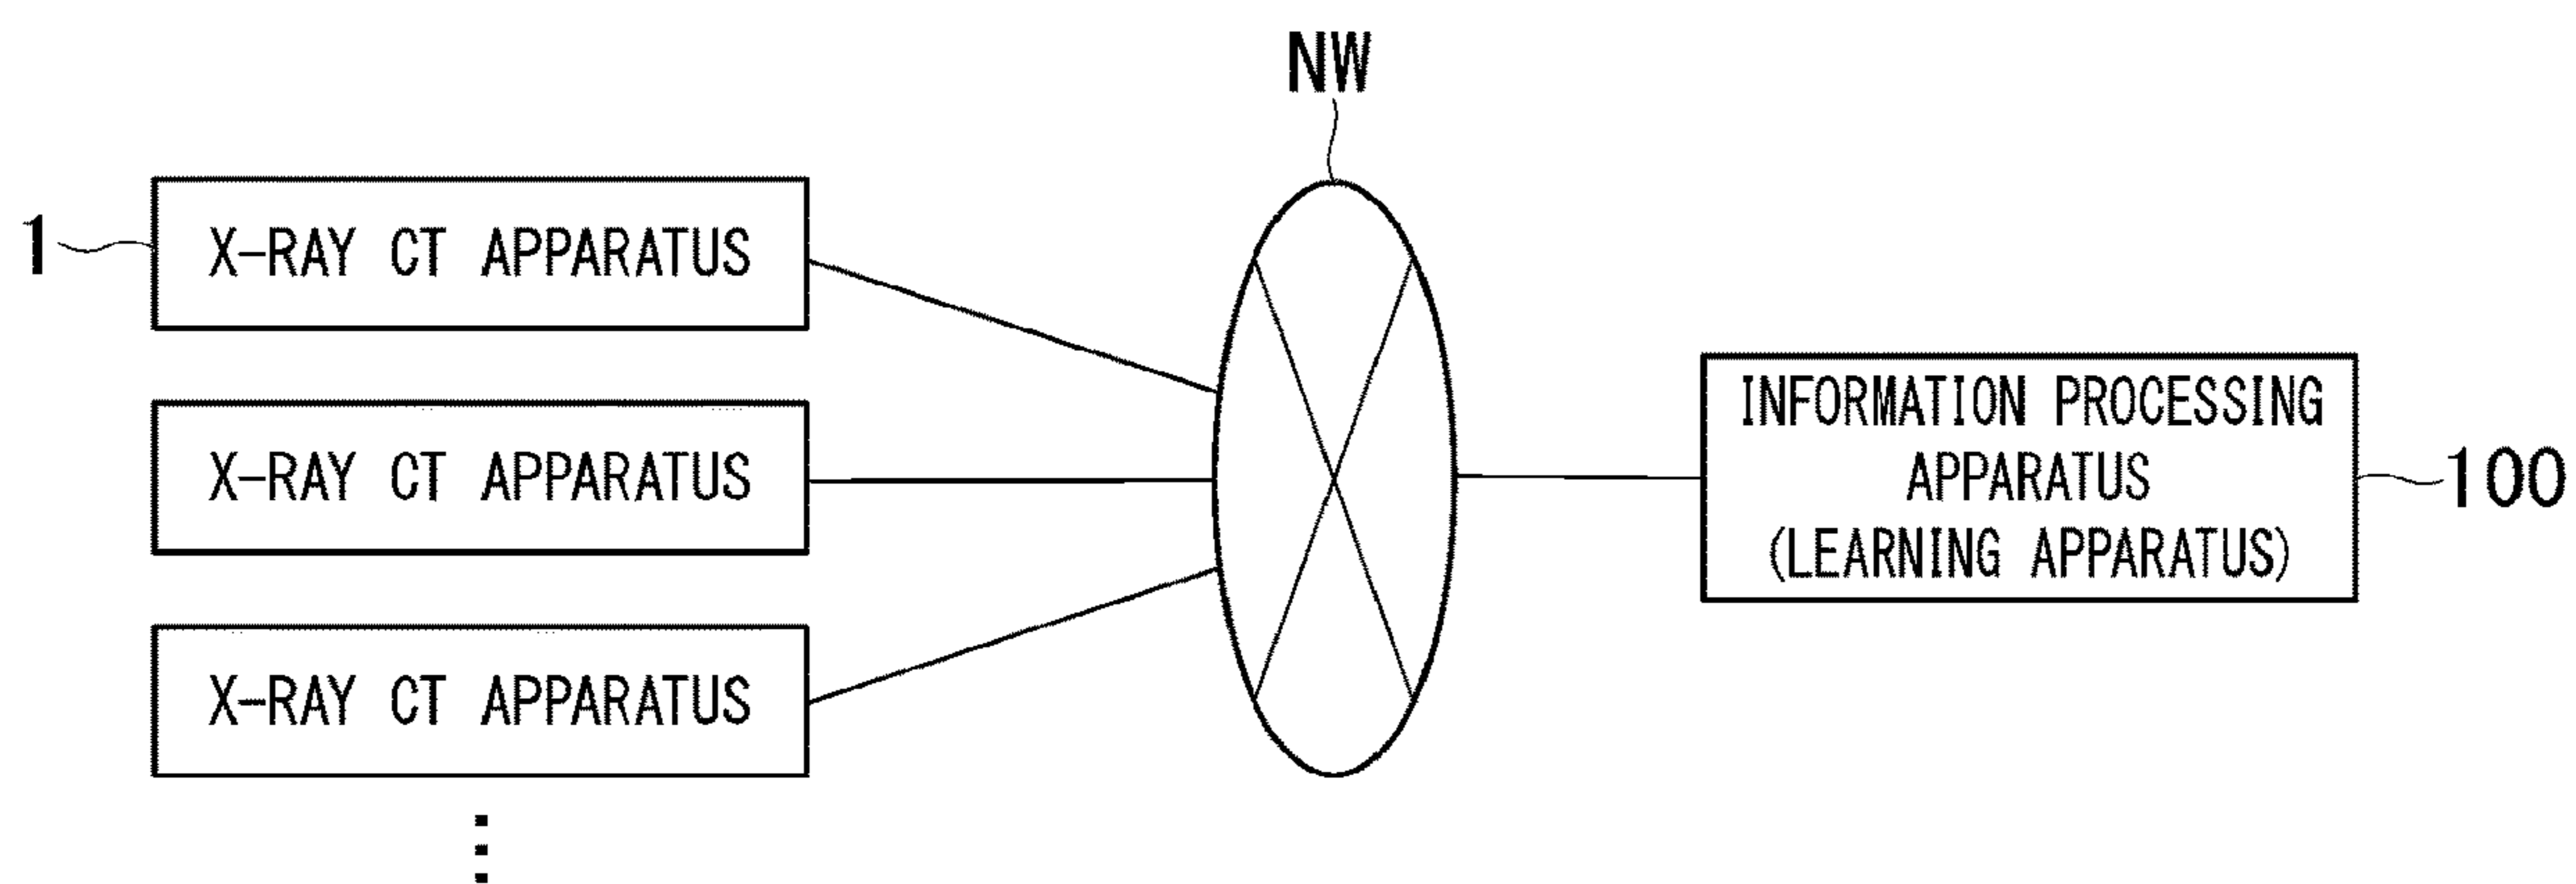 NW
1
X-RAY CT APPARATUS
X-RAY CT APPARATUS
X-RAY CT APPARATUS
INFORMATION PROCESSING
APPARATUS
(LEARNING APPARATUS)
100